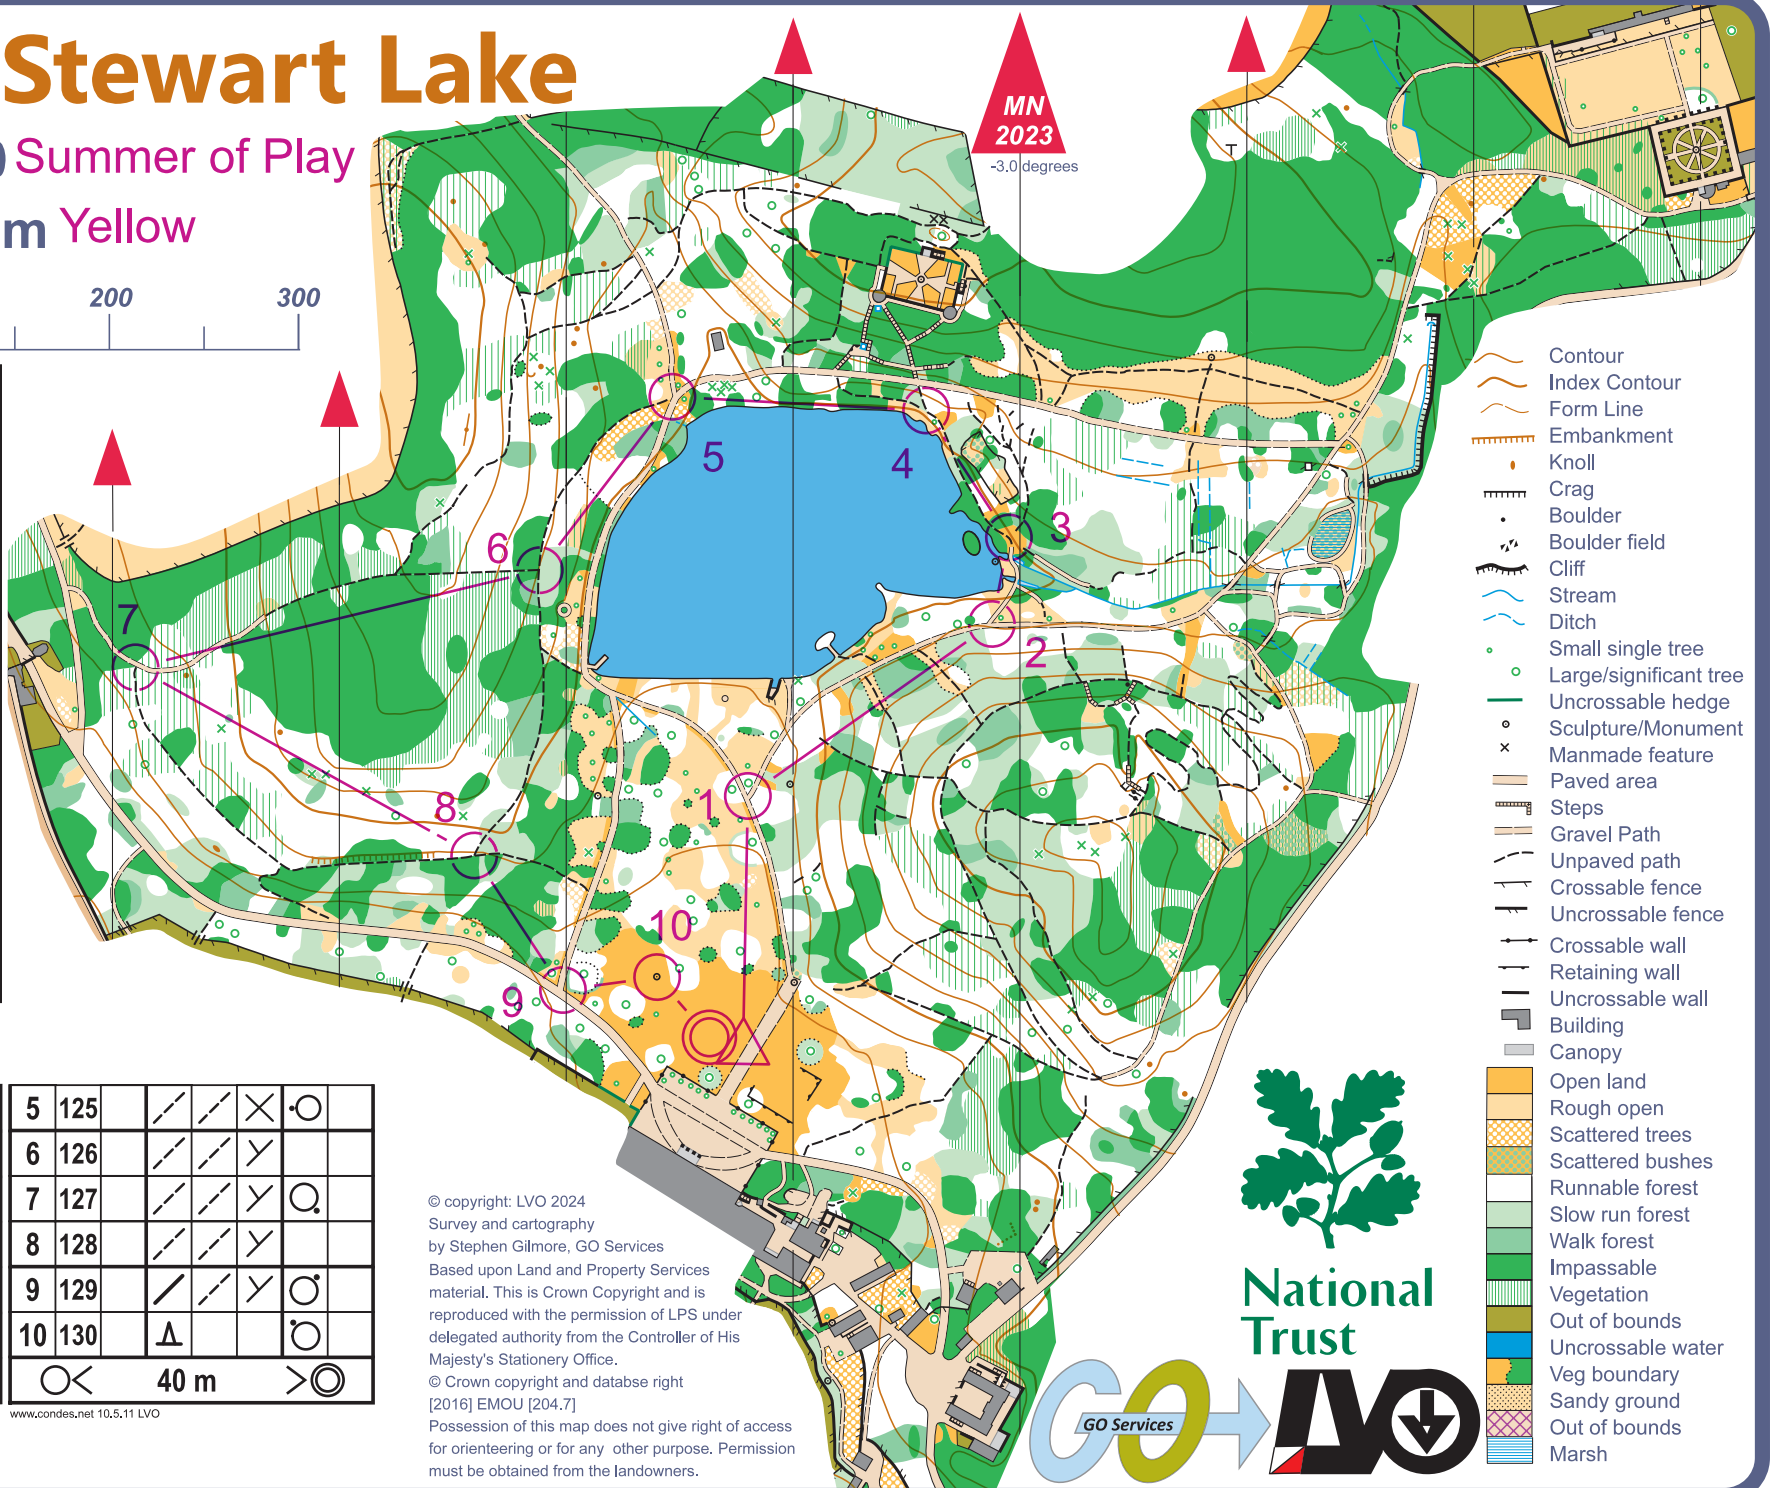 Stewart Lake
Summer of Play
m Yellow
200 300
MN
2023
-3.0 degrees
1
2
3
4
5
6
7
8
9
10
Contour
Index Contour
Form Line
Embankment
Knoll
Crag
Boulder
Boulder field
Cliff
Stream
Ditch
Small single tree
Large/significant tree
Uncrossable hedge
Sculpture/Monument
Manmade feature
Paved area
Steps
Gravel Path
Unpaved path
Crossable fence
Uncrossable fence
Crossable wall
Retaining wall
Uncrossable wall
Building
Canopy
Open land
Rough open
Scattered trees
Scattered bushes
Runnable forest
Slow run forest
Walk forest
Impassable
Vegetation
Out of bounds
Uncrossable water
Veg boundary
Sandy ground
Out of bounds
Marsh
5 125
6 126
7 127
8 128
9 129
10 130
40 m
www.condes.net 10.5.11 LVO
© copyright: LVO 2024
Survey and cartography
by Stephen Gilmore, GO Services
Based upon Land and Property Services
material. This is Crown Copyright and is
reproduced with the permission of LPS under
delegated authority from the Controller of His
Majesty's Stationery Office.
© Crown copyright and databse right
[2016] EMOU [204.7]
Possession of this map does not give right of access
for orienteering or for any other purpose. Permission
must be obtained from the landowners.
National
Trust
GO Services
LVO